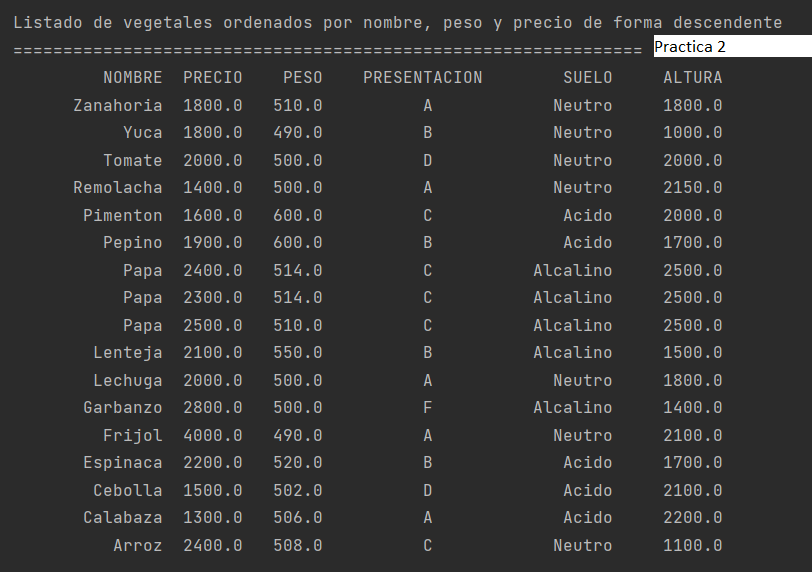 Listado de vegetales ordenados por nombre, peso y precio de forma descendente
===============================================================
Practica 2
NOMBRE PRECIO PESO PRESENTACION SUELO ALTURA
Zanahoria 1800.0 510.0 A Neutro 1800.0
Yuca 1800.0 490.0 B Neutro 1000.0
Tomate 2000.0 500.0 D Neutro 2000.0
Remolacha 1400.0 500.0 A Neutro 2150.0
Pimenton 1600.0 600.0 C Acido 2000.0
Pepino 1900.0 600.0 B Acido 1700.0
Papa 2400.0 514.0 C Alcalino 2500.0
Papa 2300.0 514.0 C Alcalino 2500.0
Papa 2500.0 510.0 C Alcalino 2500.0
Lenteja 2100.0 550.0 B Alcalino 1500.0
Lechuga 2000.0 500.0 A Neutro 1800.0
Garbanzo 2800.0 500.0 F Alcalino 1400.0
Frijol 4000.0 490.0 A Neutro 2100.0
Espinaca 2200.0 520.0 B Acido 1700.0
Cebolla 1500.0 502.0 D Acido 2100.0
Calabaza 1300.0 506.0 A Acido 2200.0
Arroz 2400.0 508.0 C Neutro 1100.0